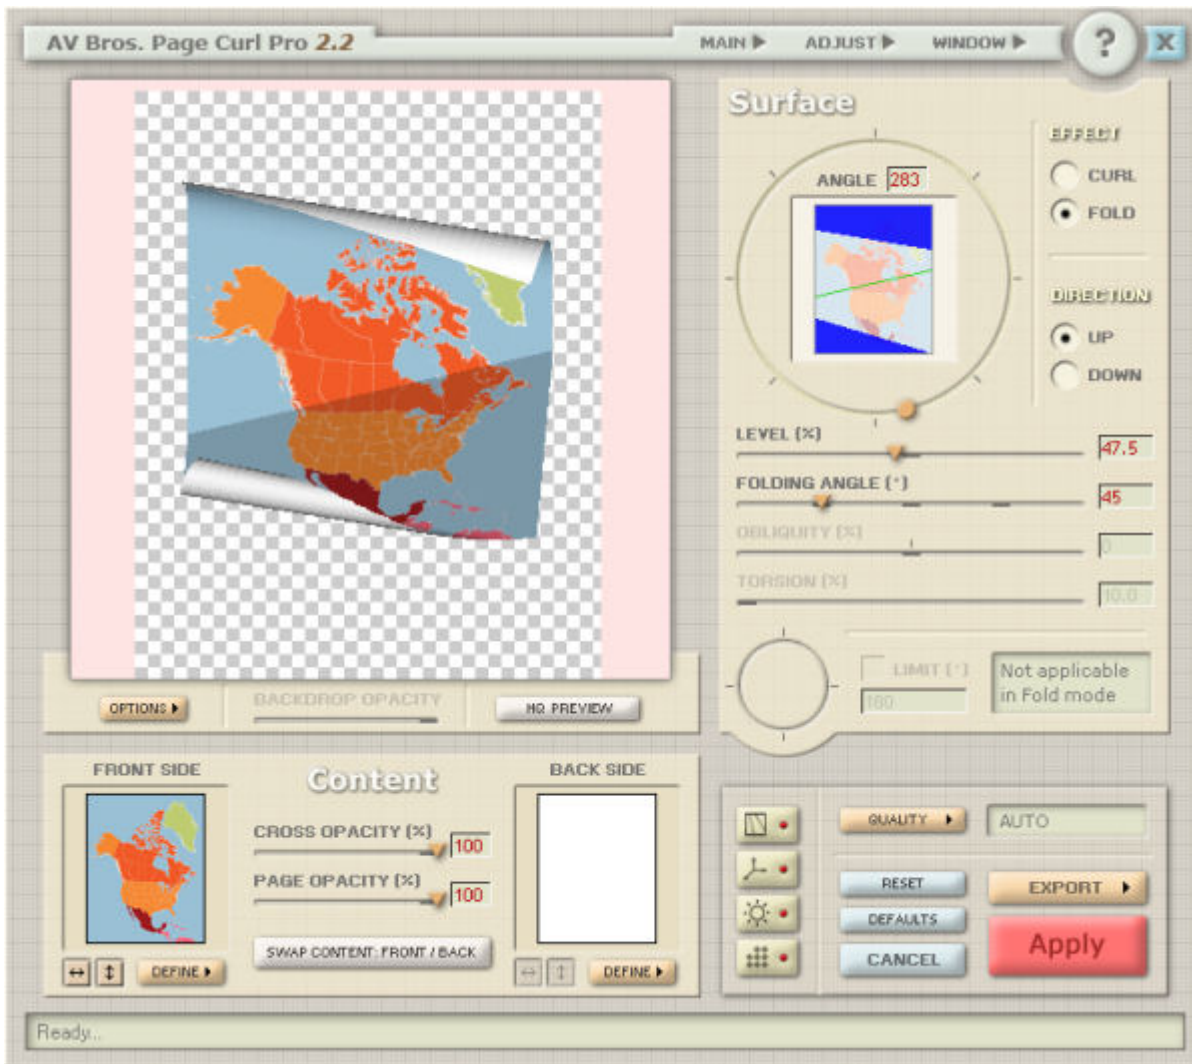 AV Bros. Page Curl Pro 2.2
MAIN
ADJUST
WINDOW
?
X
Surface
ANGLE 283
EFFECT
CURL
FOLD
DIRECTION
UP
DOWN
LEVEL (%)
47.5
FOLDING ANGLE (°)
45
OBLIQUITY (%)
0
TORSION (%)
10.0
LIMIT (°)
180
Not applicable
in Fold mode
OPTIONS
BACKDROP OPACITY
HQ PREVIEW
FRONT SIDE
Content
BACK SIDE
CROSS OPACITY (%)
100
PAGE OPACITY (%)
100
SWAP CONTENT: FRONT / BACK
DEFINE
DEFINE
QUALITY
AUTO
RESET
EXPORT
DEFAULTS
Apply
CANCEL
Ready...